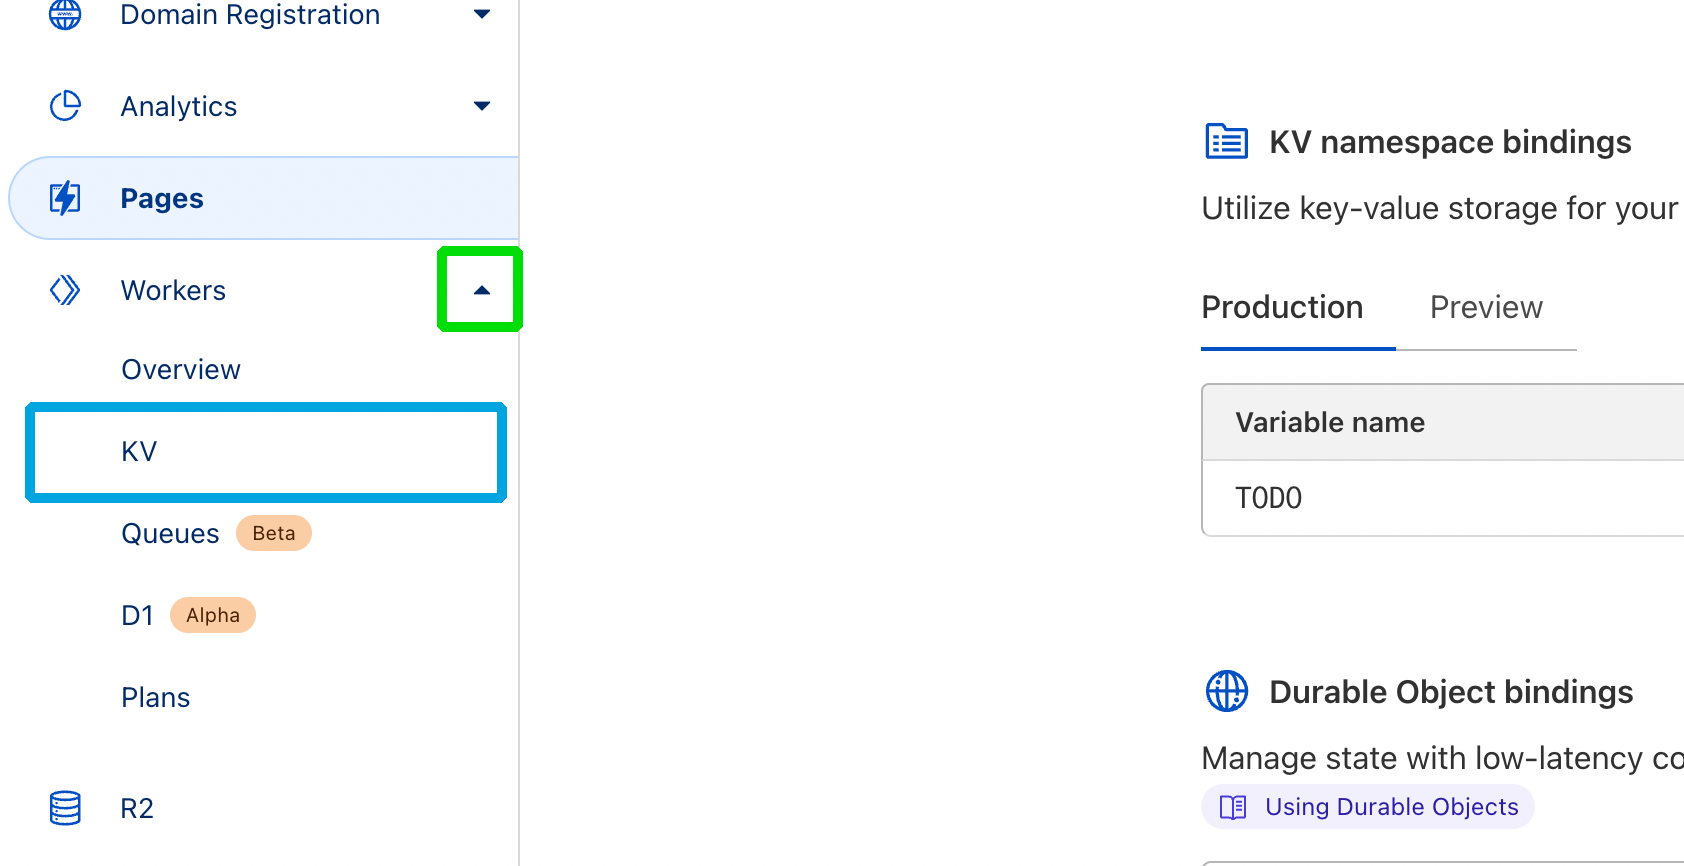 Domain Registration
Analytics
Pages
Workers
Overview
KV
Queues Beta
D1 Alpha
Plans
R2
KV namespace bindings
Utilize key-value storage for your
Production Preview
Variable name
TODO
Durable Object bindings
Manage state with low-latency co
Using Durable Objects